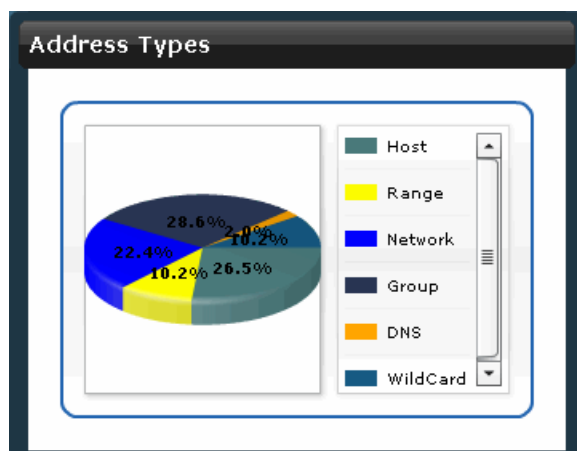 Address Types
28.6%
2.0%
10.2%
22.4%
10.2%
26.5%
Host
Range
Network
Group
DNS
WildCard